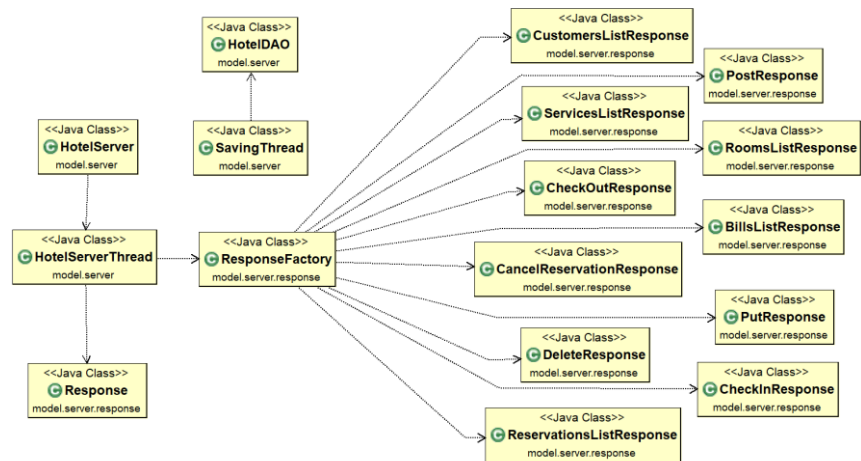 <<Java Class>>
HotelDAO
model.server
<<Java Class>>
CustomersListResponse
model.server.response
<<Java Class>>
PostResponse
model.server.response
<<Java Class>>
HotelServer
model.server
<<Java Class>>
SavingThread
model.server
<<Java Class>>
ServicesListResponse
model.server.response
<<Java Class>>
RoomsListResponse
model.server.response
<<Java Class>>
CheckOutResponse
model.server.response
<<Java Class>>
BillsListResponse
model.server.response
<<Java Class>>
HotelServerThread
model.server
<<Java Class>>
ResponseFactory
model.server.response
<<Java Class>>
CancelReservationResponse
model.server.response
<<Java Class>>
PutResponse
model.server.response
<<Java Class>>
DeleteResponse
model.server.response
<<Java Class>>
Response
model.server.response
<<Java Class>>
CheckInResponse
model.server.response
<<Java Class>>
ReservationsListResponse
model.server.response